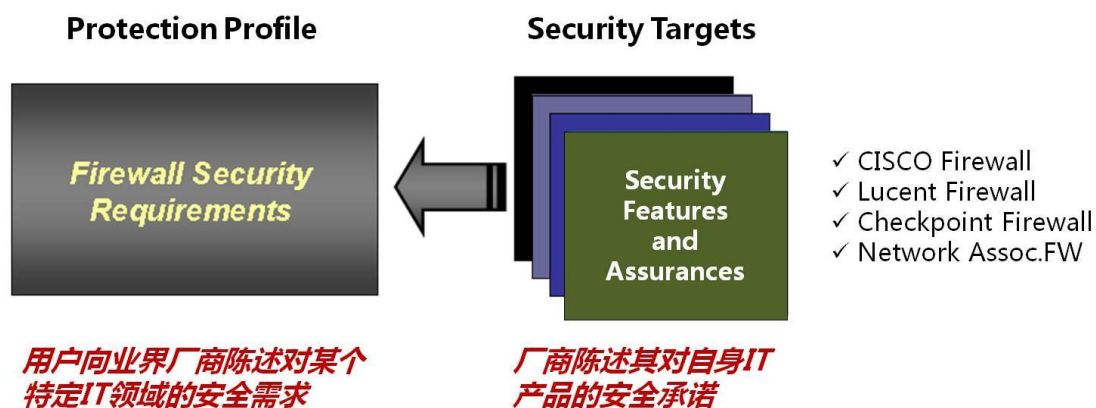 Protection Profile
Security Targets
Firewall Security
Requirements
Security
Features
and
Assurances
✓ CISCO Firewall
✓ Lucent Firewall
✓ Checkpoint Firewall
✓ Network Assoc.FW
用户向业界厂商陈述对某个
特定IT领域的安全需求
厂商陈述其对自身IT
产品的安全承诺